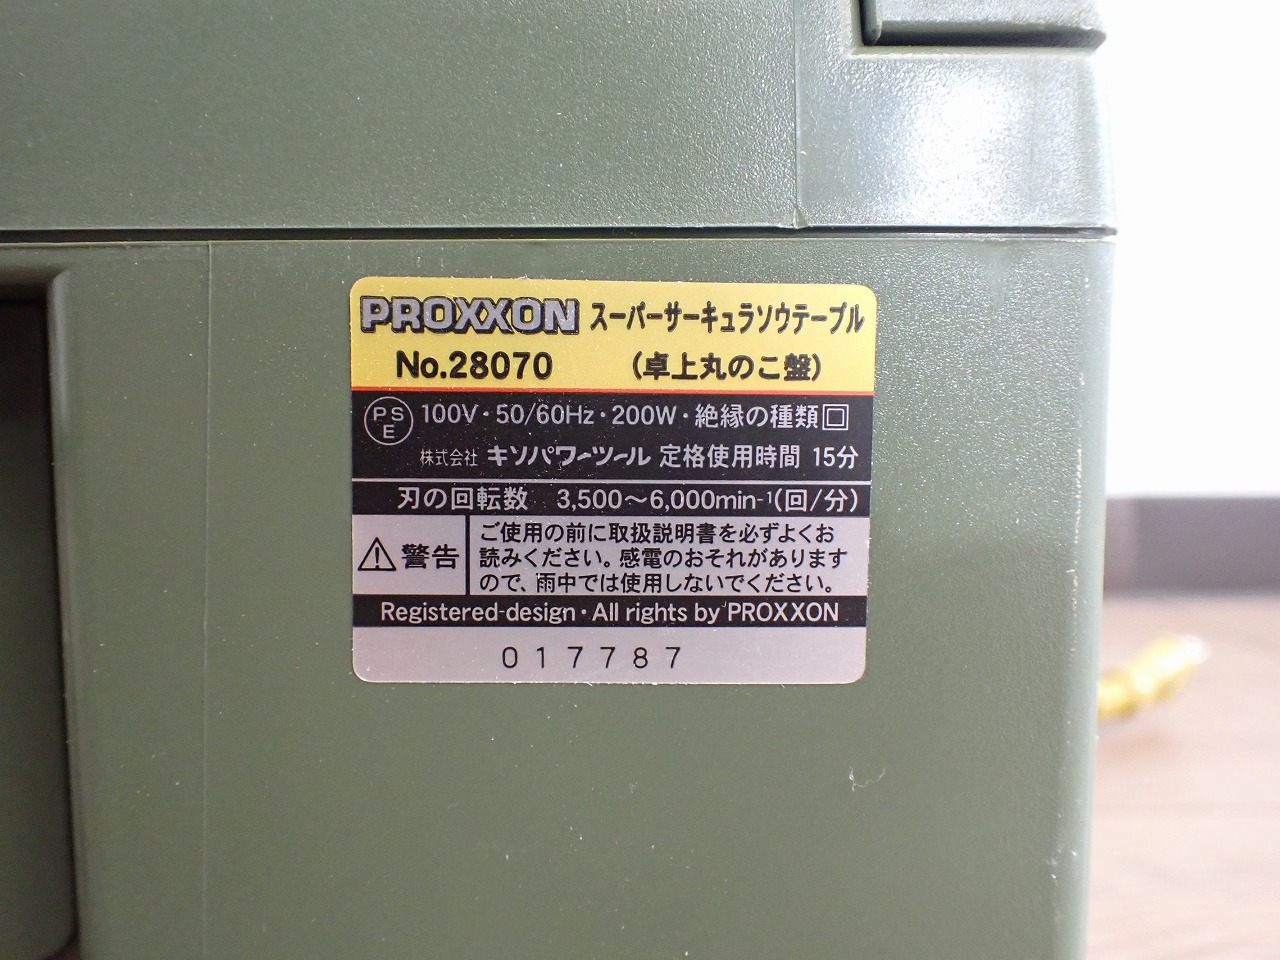 PROXXON スーパーサーキュラソウテーブル
No.28070 (卓上丸のこ盤)
PSE 100V・50/60Hz・200W・絶縁の種類回
株式会社 キソパワーツール 定格使用時間 15分
刃の回転数 3,500～6,000min⁻¹(回/分)
警告 ご使用の前に取扱説明書を必ずよくお
読みください。感電のおそれがあります
ので、雨中では使用しないでください。
Registered-design・All rights by PROXXON
017787